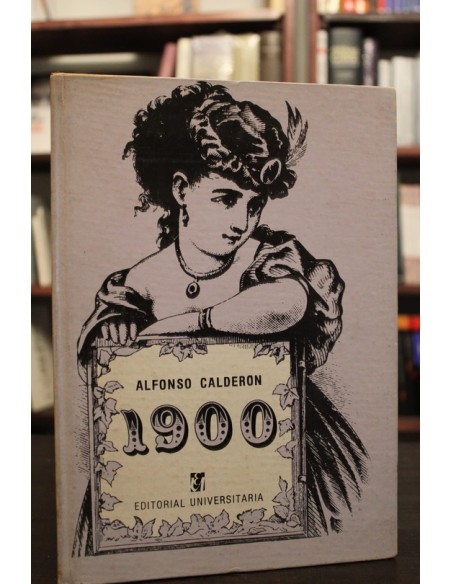 ALFONSO CALDERON
1900
EDITORIAL UNIVERSITARIA